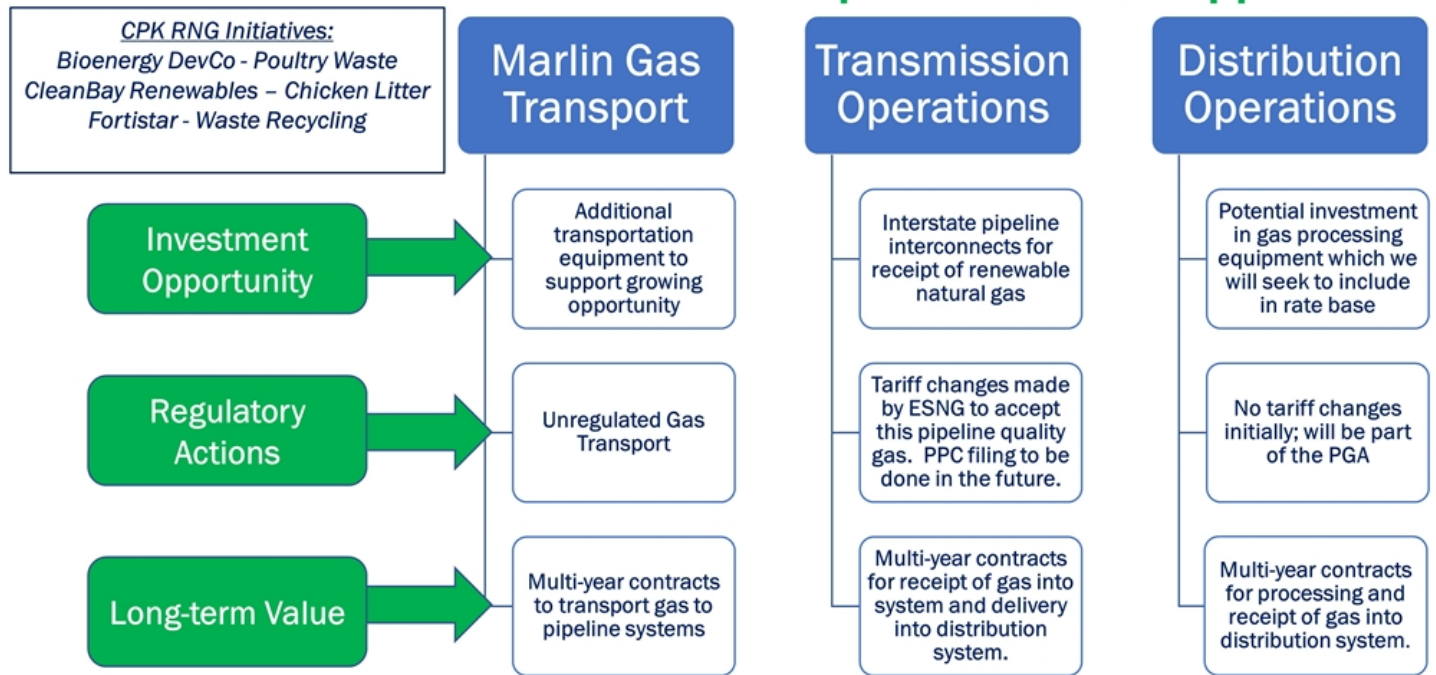 CPK RNG Initiatives:
Bioenergy DevCo - Poultry Waste
CleanBay Renewables – Chicken Litter
Fortistar - Waste Recycling
Marlin Gas
Transport
Transmission
Operations
Distribution
Operations
Investment
Opportunity
Additional
transportation
equipment to
support growing
opportunity
Interstate pipeline
interconnects for
receipt of renewable
natural gas
Potential investment
in gas processing
equipment which we
will seek to include
in rate base
Regulatory
Actions
Unregulated Gas
Transport
Tariff changes made
by ESNG to accept
this pipeline quality
gas.  PPC filing to be
done in the future.
No tariff changes
initially; will be part
of the PGA
Long-term Value
Multi-year contracts
to transport gas to
pipeline systems
Multi-year contracts
for receipt of gas into
system and delivery
into distribution
system.
Multi-year contracts
for processing and
receipt of gas into
distribution system.